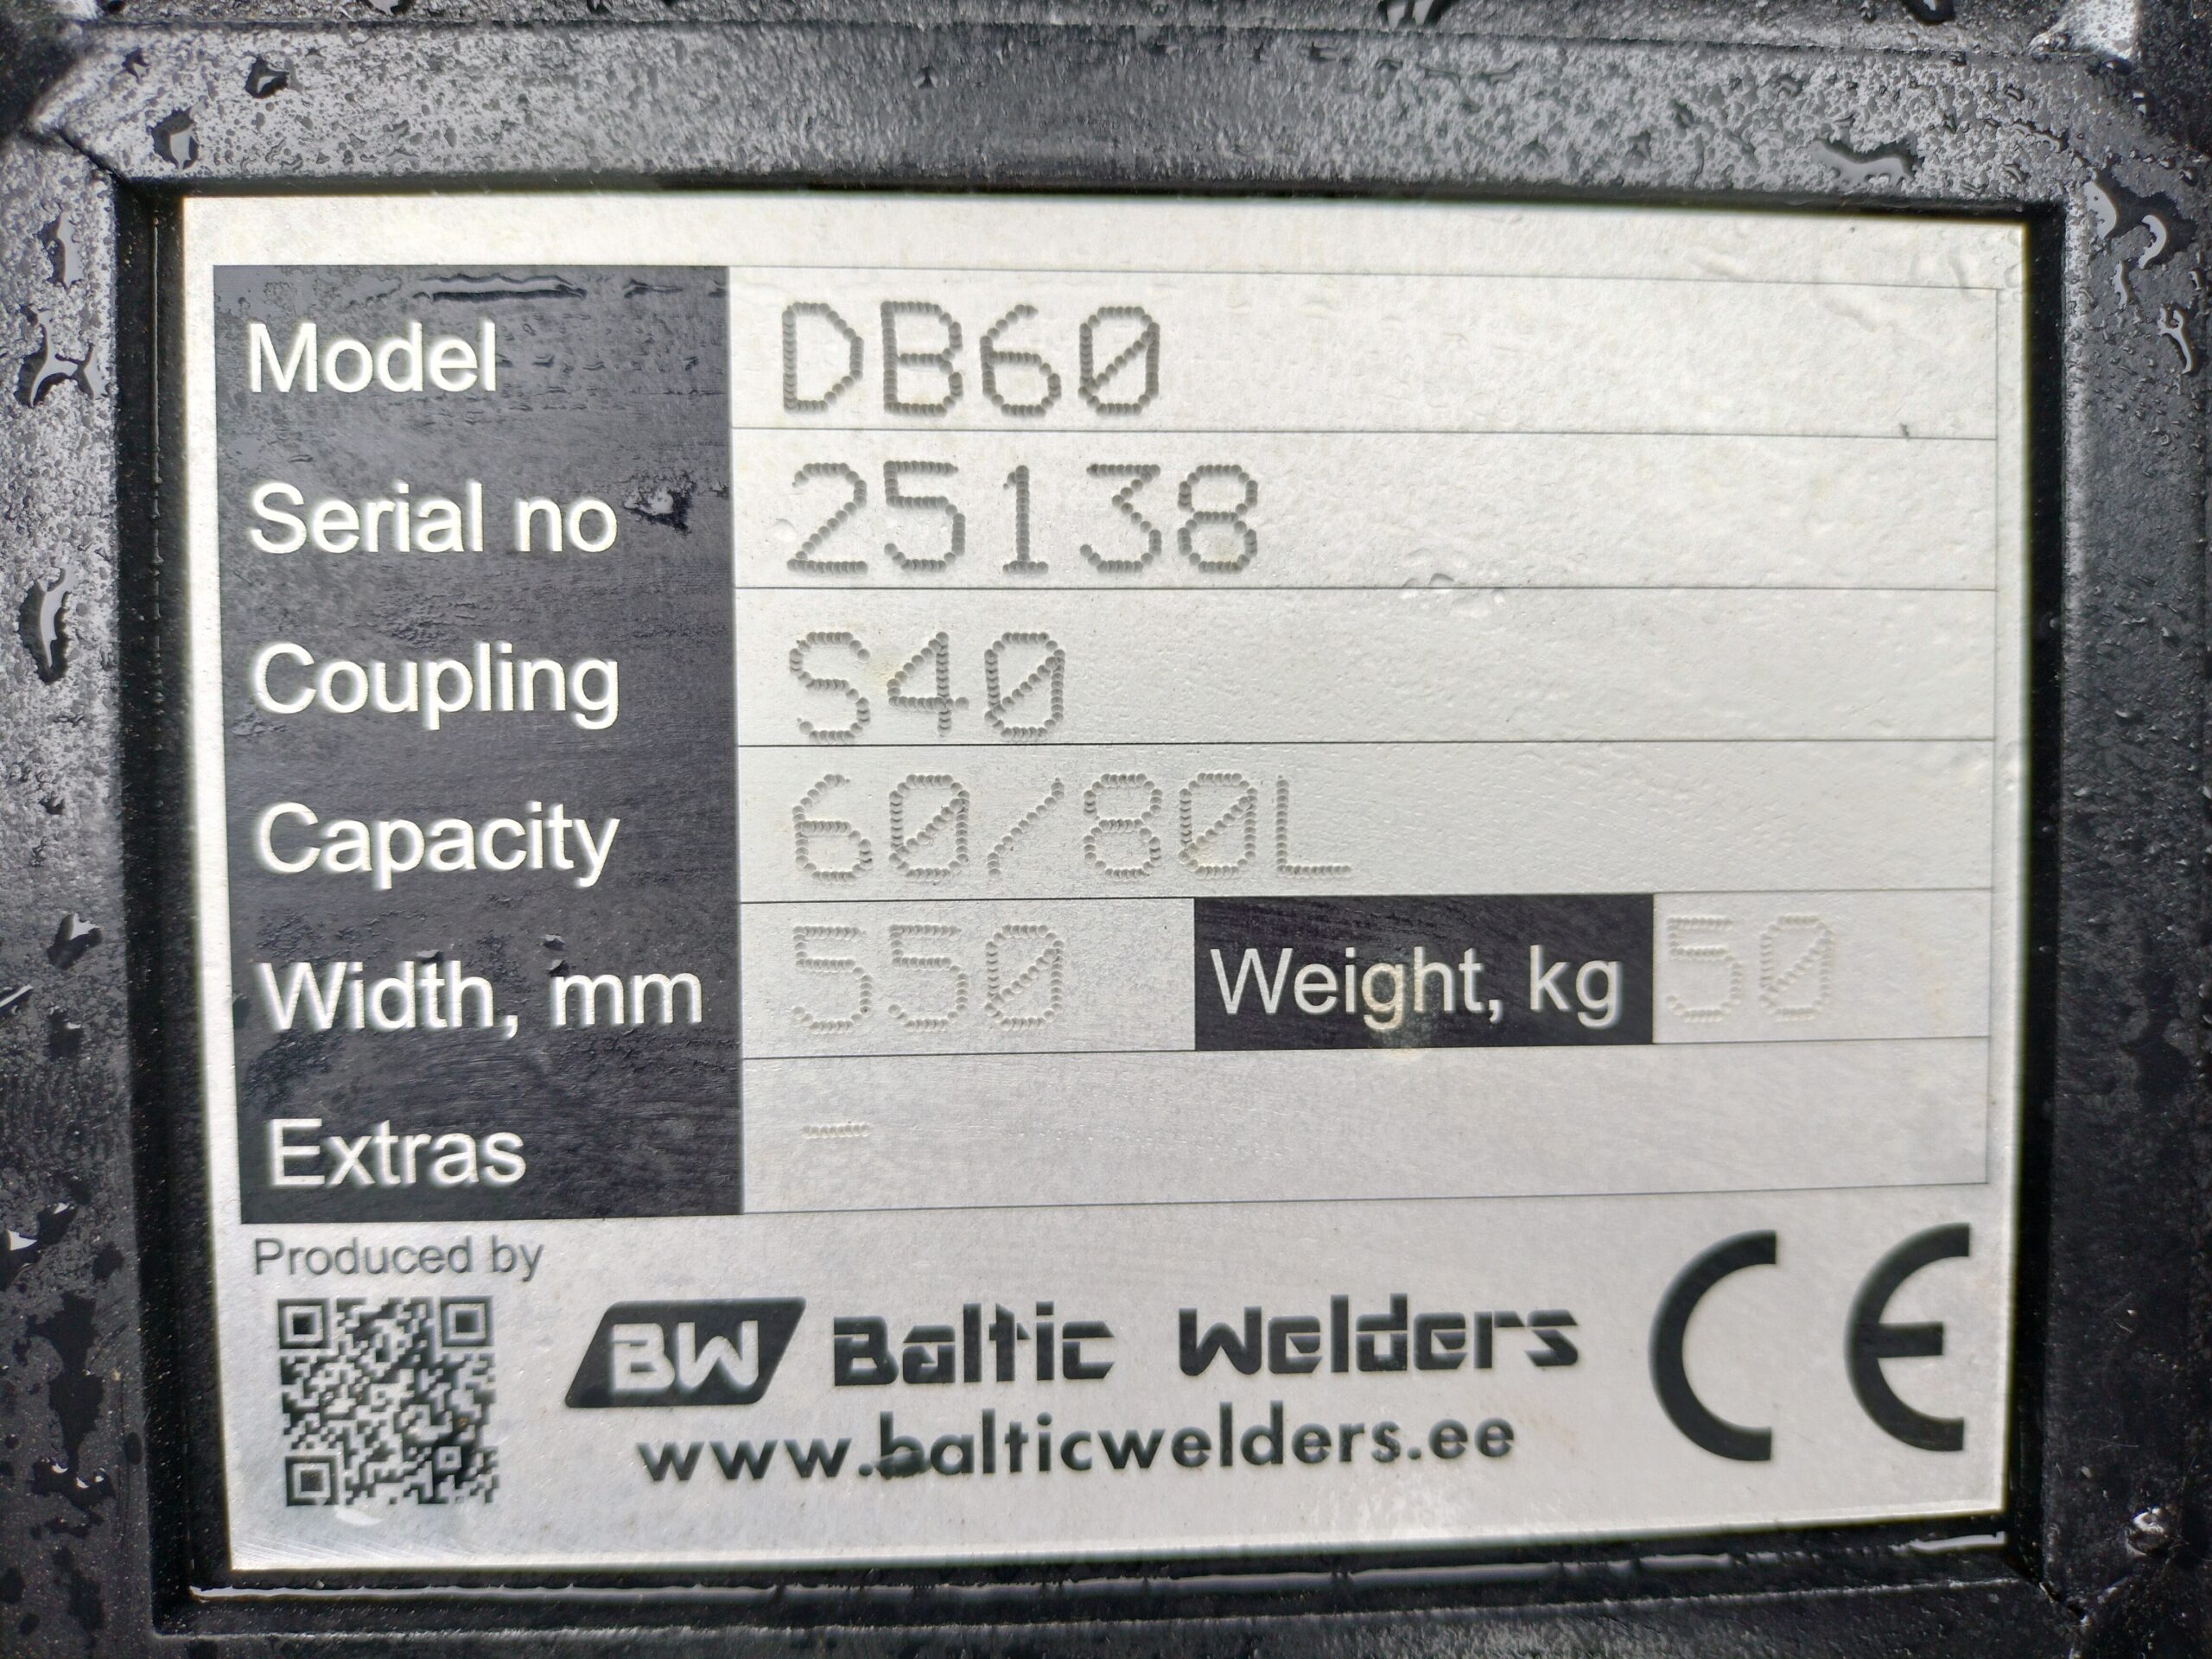 Model DB60
Serial no 25138
Coupling S40
Capacity 60/80L
Width, mm 550 Weight, kg 50
Extras -
Produced by
BW Baltic Welders CE
www.balticwelders.ee